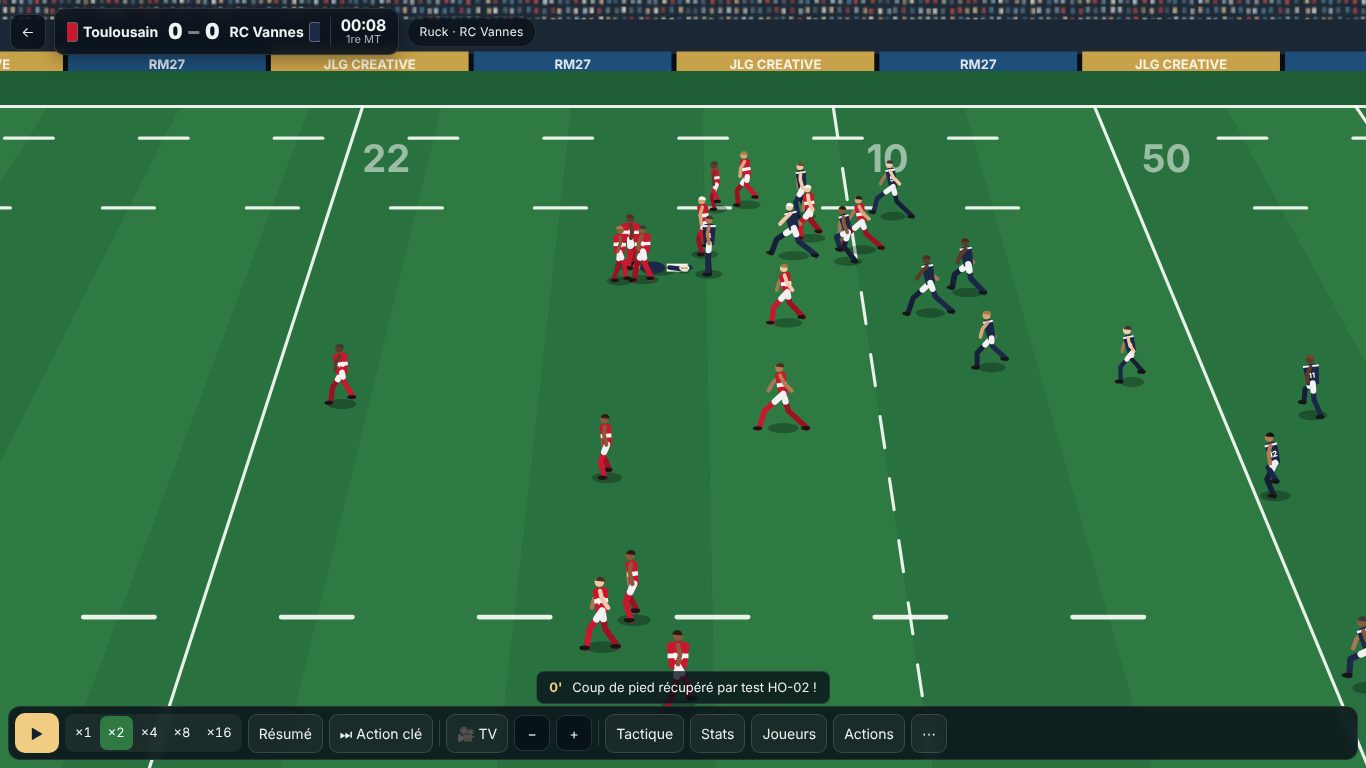 ←
Toulousain 0 – 0 RC Vannes
00:08
1re MT
Ruck · RC Vannes
RM27
JLG CREATIVE
RM27
JLG CREATIVE
RM27
JLG CREATIVE
22
10
50
11
12
0' Coup de pied récupéré par test HO-02 !
×1
×2
×4
×8
×16
Résumé
Action clé
TV
−
+
Tactique
Stats
Joueurs
Actions
···